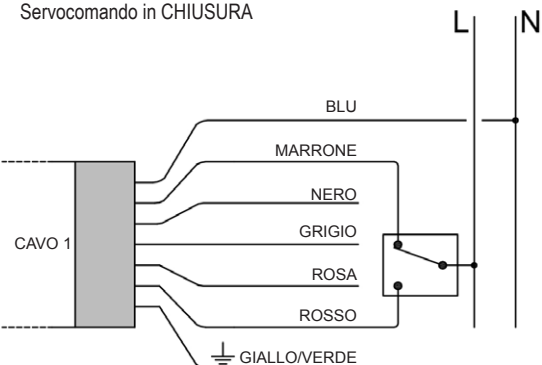 Servocomando in CHIUSURA
L N
BLU
MARRONE
NERO
GRIGIO
CAVO 1
ROSA
ROSSO
GIALLO/VERDE